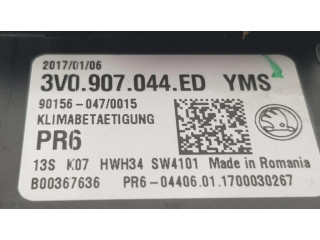 2017/01/06
3V0.907.044.ED YMS
90156-047/0015
KLIMABETAETIGUNG
PR6
13S K07 HWH34 SW4101 Made in Romania
B00367636 PR6-04406.01.1700030267